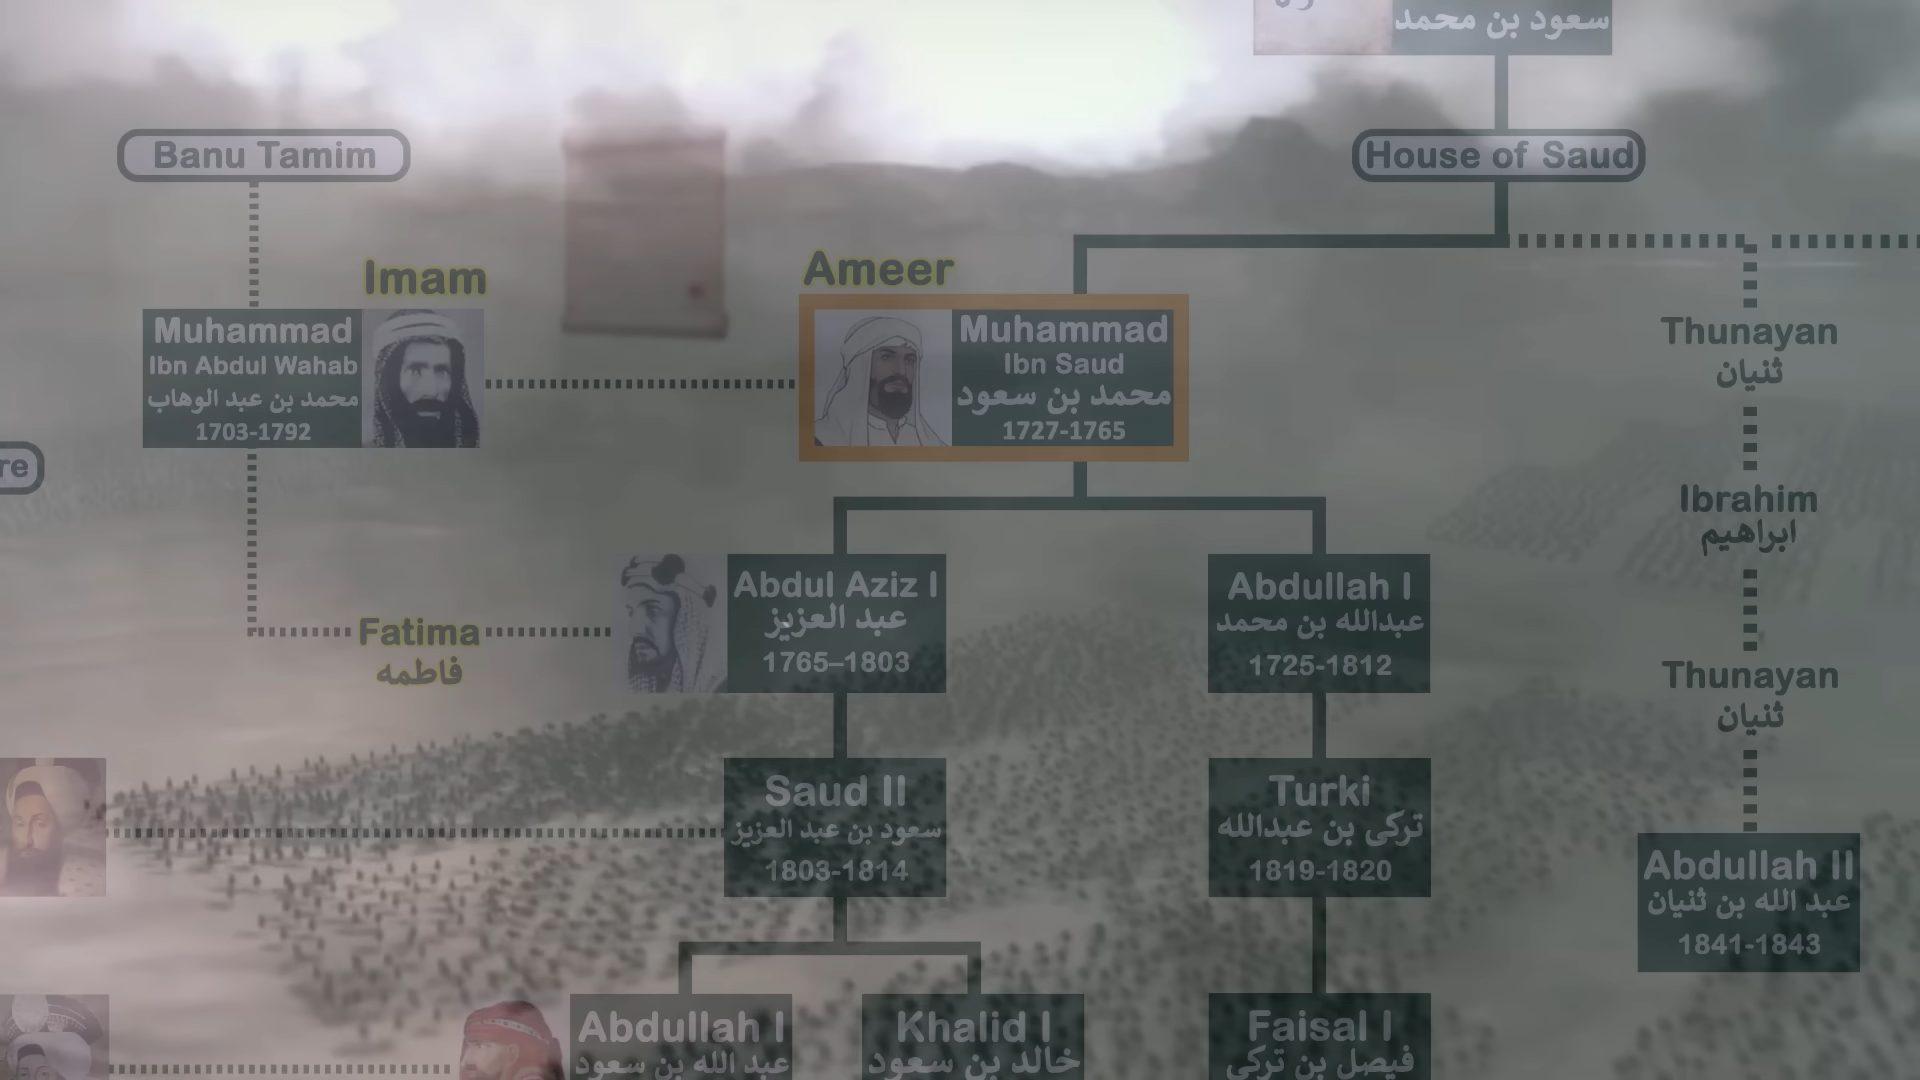 سعود بن محمد
Banu Tamim
House of Saud
Imam
Ameer
Muhammad
Ibn Abdul Wahab
محمد بن عبد الوهاب
1703-1792
Muhammad
Ibn Saud
محمد بن سعود
1727-1765
Thunayan
ثنيان
re
Ibrahim
ابراهيم
Fatima
فاطمه
Abdul Aziz I
عبد العزيز
1765–1803
Abdullah I
عبدالله بن محمد
1725-1812
Thunayan
ثنيان
Saud II
سعود بن عبد العزيز
1803-1814
Turki
تركي بن عبدالله
1819-1820
Abdullah II
عبد الله بن ثنيان
1841-1843
Abdullah I
عبد الله بن سعود
Khalid I
خالد بن سعود
Faisal I
فيصل بن تركي